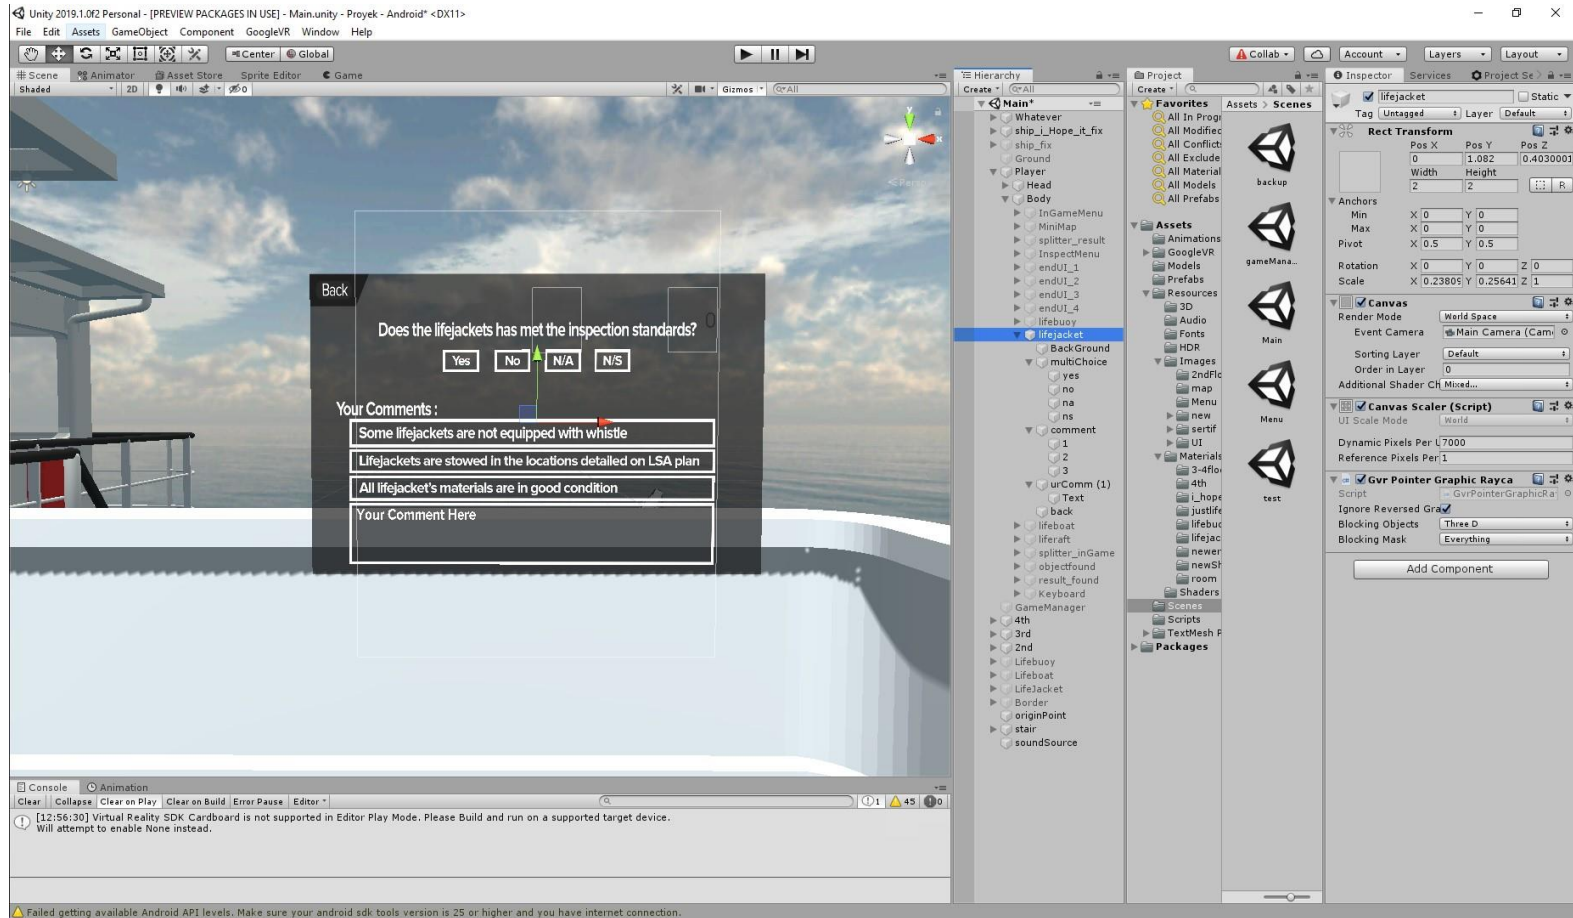 Unity 2019.1.0f2 Personal - [PREVIEW PACKAGES IN USE] - Main.unity - Proyek - Android* <DX11>
File Edit Assets GameObject Component GoogleVR Window Help
Center Global
Collab Account Layers Layout
Scene Animator Asset Store Sprite Editor Game
Shaded 2D 0 Gizmos All
y
x
Back
0
Does the lifejackets has met the inspection standards?
Yes No N/A N/S
Your Comments :
Some lifejackets are not equipped with whistle
Lifejackets are stowed in the locations detailed on LSA plan
All lifejacket's materials are in good condition
Your Comment Here
Console Animation
Clear Collapse Clear on Play Clear on Build Error Pause Editor 1 45 0
[12:56:30] Virtual Reality SDK Cardboard is not supported in Editor Play Mode. Please Build and run on a supported target device.
Will attempt to enable None instead.
Failed getting available Android API levels. Make sure your android sdk tools version is 25 or higher and you have internet connection.
Hierarchy
Create All
Main*
Whatever
ship_i_Hope_it_fix
ship_fix
Ground
Player
Head
Body
InGameMenu
MiniMap
splitter_result
InspectMenu
endUI_1
endUI_2
endUI_3
endUI_4
lifebuoy
lifejacket
BackGround
multiChoice
yes
no
na
ns
comment
1
2
3
urComm (1)
Text
back
lifeboat
liferaft
splitter_inGame
objectfound
result_found
Keyboard
GameManager
4th
3rd
2nd
Lifebuoy
Lifeboat
LifeJacket
Border
originPoint
stair
soundSource
Project
Create
Favorites
All In Progr
All Modified
All Conflict:
All Exclude
All Material
All Models
All Prefabs
Assets
Animations
GoogleVR
Models
Prefabs
Resources
3D
Audio
Fonts
HDR
Images
2ndFlo
map
Menu
new
sertif
UI
Materials
3-4floo
4th
i_hope
justlife
lifebuo
lifejac
newer
newSh
room
Shaders
Scenes
Scripts
TextMesh P
Packages
Assets > Scenes
backup
gameMana...
Main
Menu
test
Inspector Services Project Se
lifejacket Static
Tag Untagged Layer Default
Rect Transform
Pos X Pos Y Pos Z
0 1.082 0.4030001
Width Height
2 2 R
Anchors
Min X 0 Y 0
Max X 0 Y 0
Pivot X 0.5 Y 0.5
Rotation X 0 Y 0 Z 0
Scale X 0.23809 Y 0.25641 Z 1
Canvas
Render Mode World Space
Event Camera Main Camera (Cam
Sorting Layer Default
Order in Layer 0
Additional Shader Ch Mixed...
Canvas Scaler (Script)
UI Scale Mode World
Dynamic Pixels Per U 7000
Reference Pixels Per 1
Gvr Pointer Graphic Rayca
Script GvrPointerGraphicRa
Ignore Reversed Gra
Blocking Objects Three D
Blocking Mask Everything
Add Component